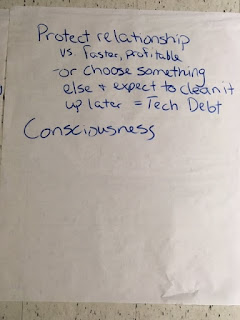 Protect relationship
vs faster, profitable
-or choose something
else + expect to clean it
up later = Tech Debt
Consciousness